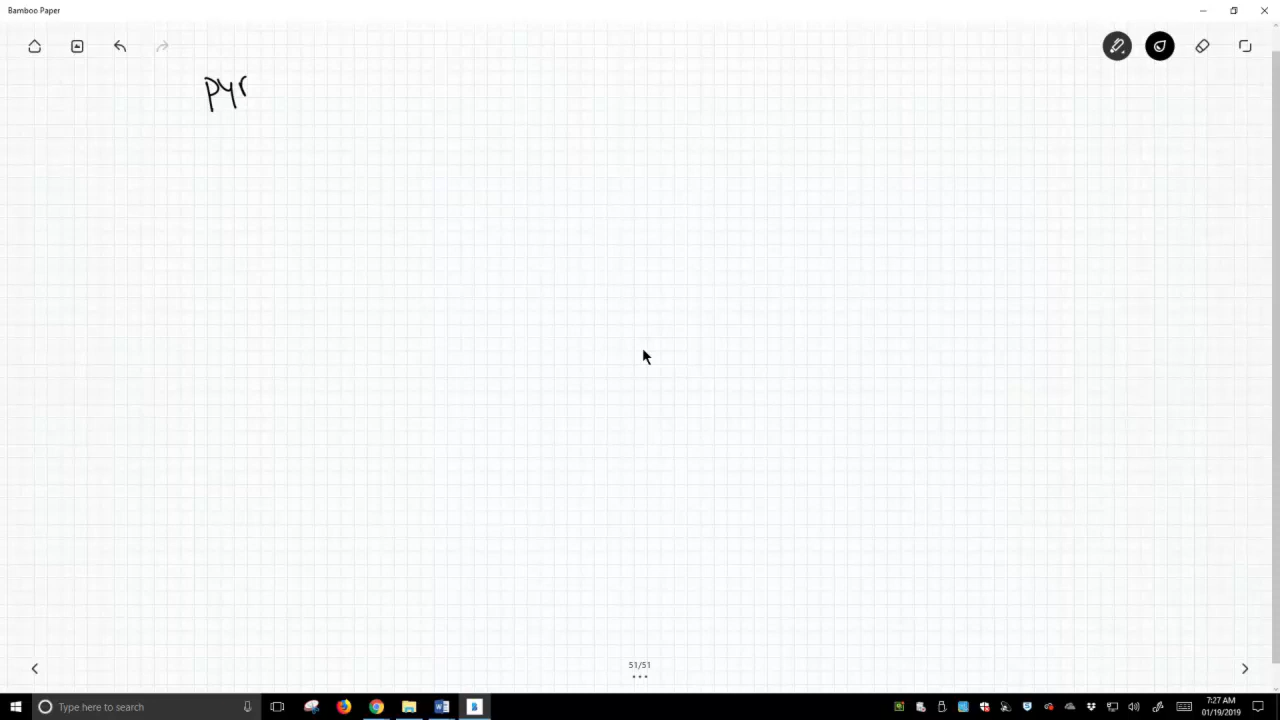 Bamboo Paper
pyr
51/51
Type here to search
7:27 AM
01/19/2019